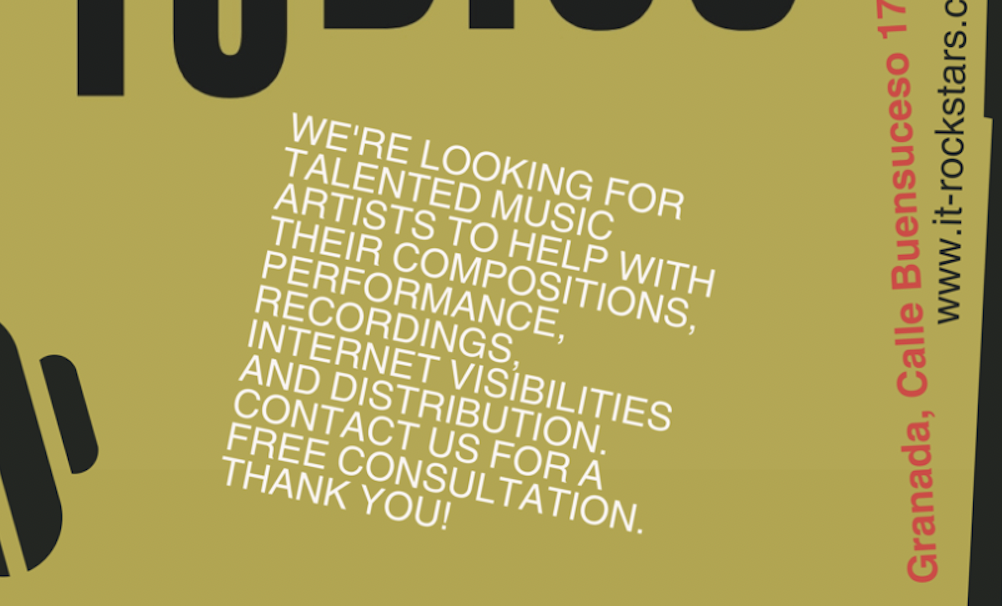 WE'RE LOOKING FOR
TALENTED MUSIC
ARTISTS TO HELP WITH
THEIR COMPOSITIONS,
PERFORMANCE,
RECORDINGS,
INTERNET VISIBILITIES
AND DISTRIBUTION.
CONTACT US FOR A
FREE CONSULTATION.
THANK YOU!
Granada, Calle Buensuceso 17
www.it-rockstars.c